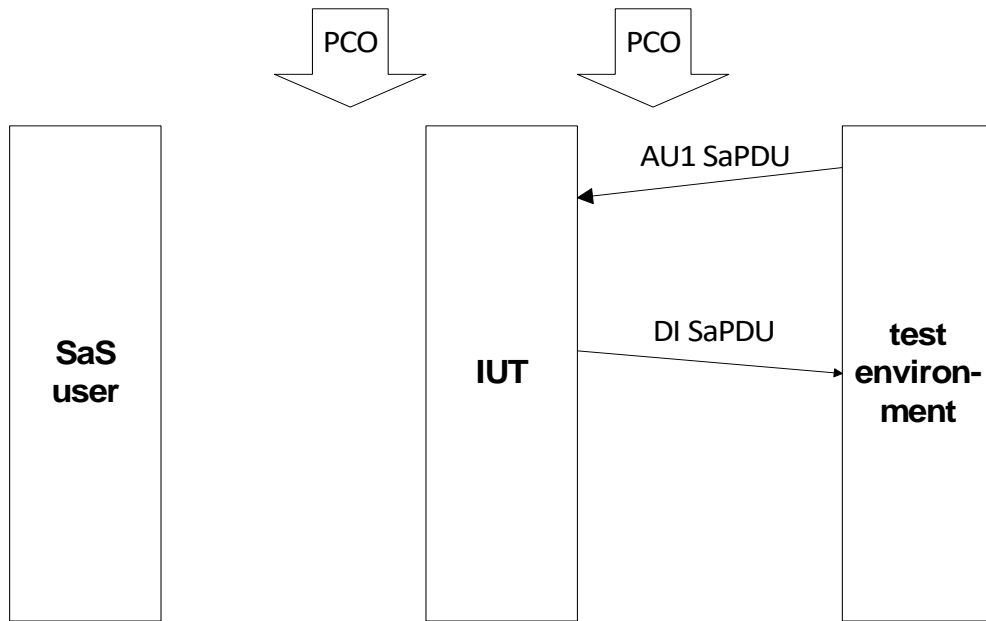 PCO
PCO
AU1 SaPDU
DI SaPDU
SaS
user
IUT
test
environ-
ment